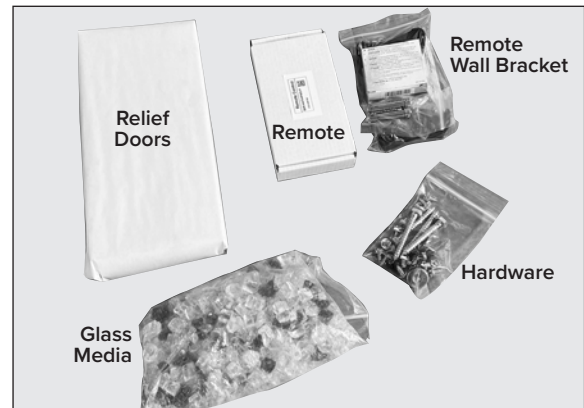 Relief
Doors
Remote
Remote
Wall Bracket
Hardware
Glass
Media